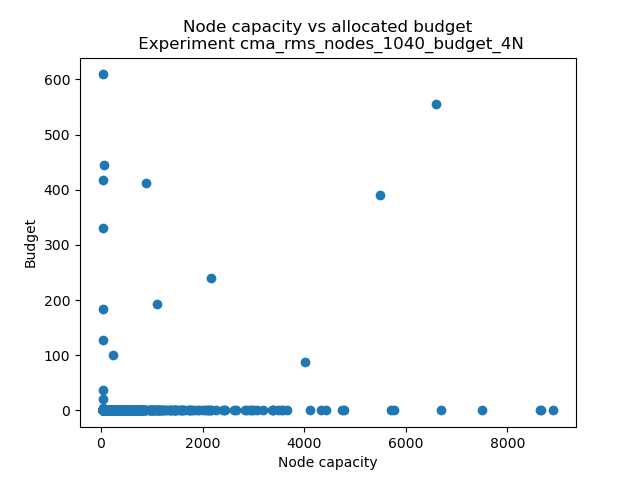 Node capacity vs allocated budget
Experiment cma_rms_nodes_1040_budget_4N
600
500
400
300
200
100
0
Budget
0 2000 4000 6000 8000
Node capacity